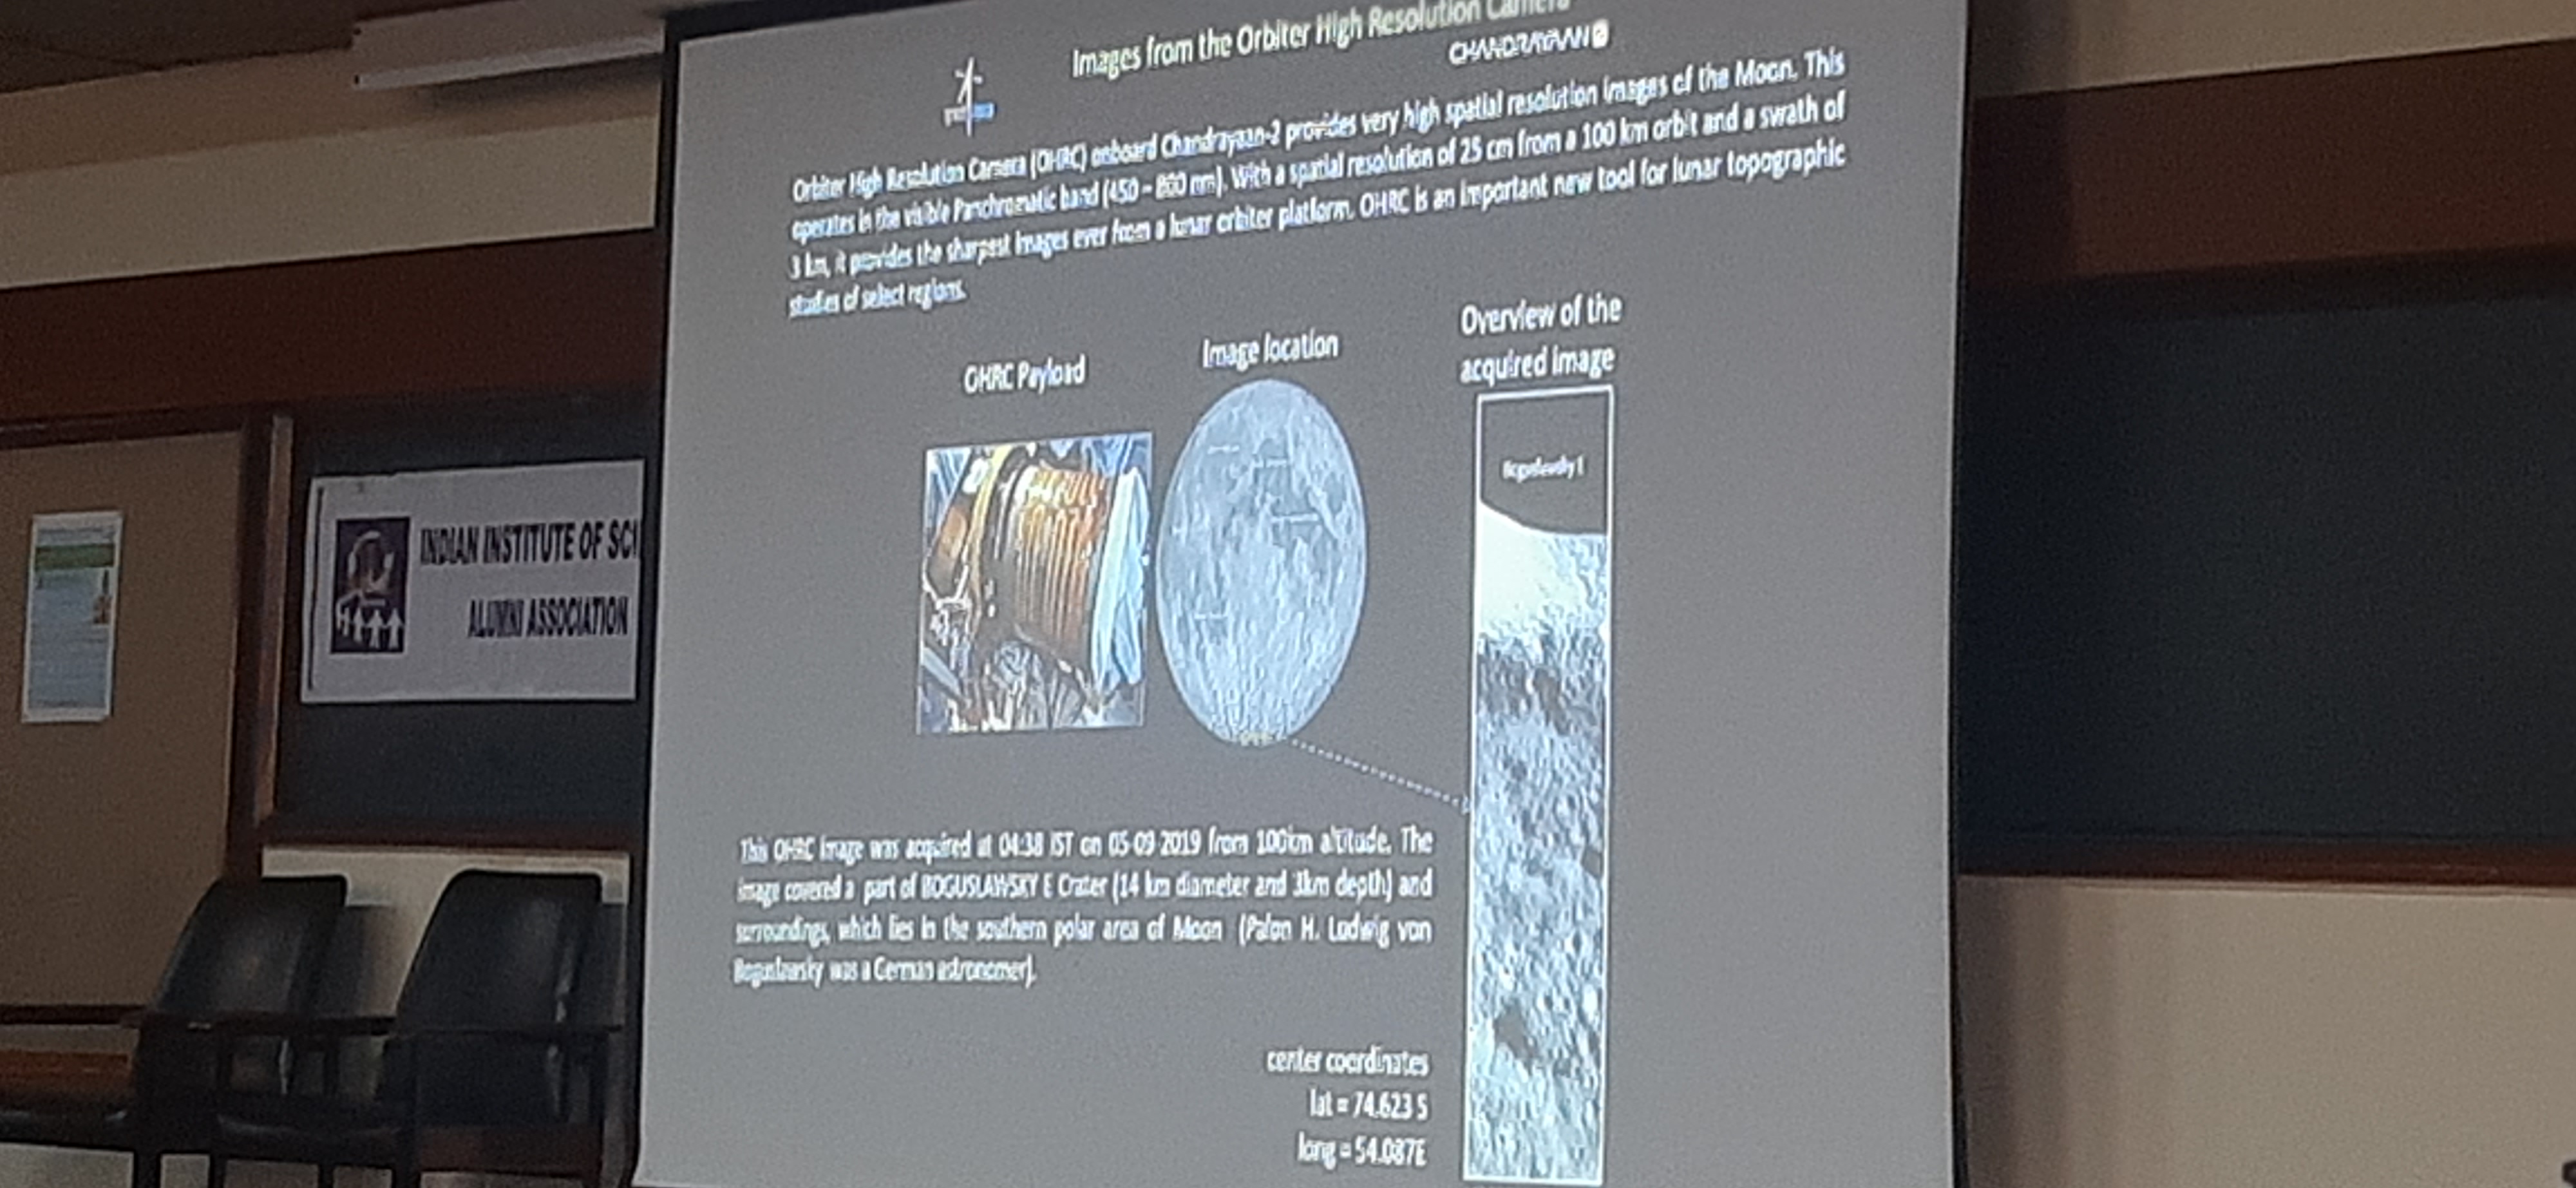 Images from the Orbiter High Resolution Camera
CHANDRAYAAN 2
Orbiter High Resolution Camera (OHRC) onboard Chandrayaan-2 provides very high spatial resolution images of the Moon. This
operates in the visible Panchromatic band (450 – 800 nm). With a spatial resolution of 25 cm from a 100 km orbit and a swath of
3 km, it provides the sharpest images ever from a lunar orbiter platform. OHRC is an important new tool for lunar topographic
studies of select regions.
OHRC Payload
Image location
Overview of the
acquired image
INDIAN INSTITUTE OF SCI
ALUMNI ASSOCIATION
This OHRC image was acquired at 04:38 IST on 05-09-2019 from 100km altitude. The
image covered a part of BOGUSLAWSKY E Crater (14 km diameter and 3km depth) and
surroundings, which lies in the southern polar area of Moon (Palon H. Ludwig von
Boguslawsky was a German astronomer).
center coordinates
lat = 74.623 S
long = 54.087E